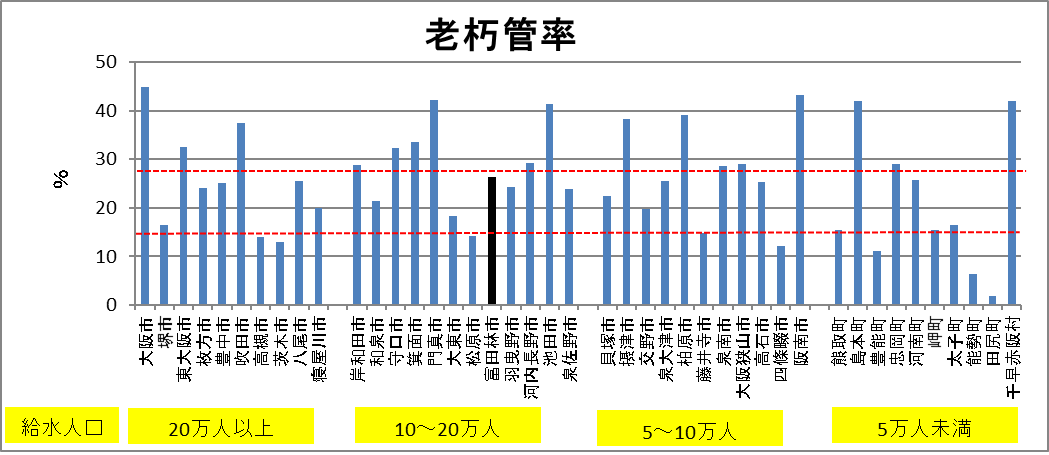 老朽管率
50
40
30
20
10
0
%
大阪市
堺市
東大阪市
枚方市
豊中市
吹田市
高槻市
茨木市
八尾市
寝屋川市
岸和田市
和泉市
守口市
箕面市
門真市
大東市
松原市
富田林市
羽曳野市
河内長野市
池田市
泉佐野市
貝塚市
摂津市
交野市
泉大津市
柏原市
藤井寺市
泉南市
大阪狭山市
高石市
四條畷市
阪南市
熊取町
島本町
豊能町
忠岡町
河南町
岬町
太子町
能勢町
田尻町
千早赤阪村
給水人口
20万人以上
10～20万人
5～10万人
5万人未満